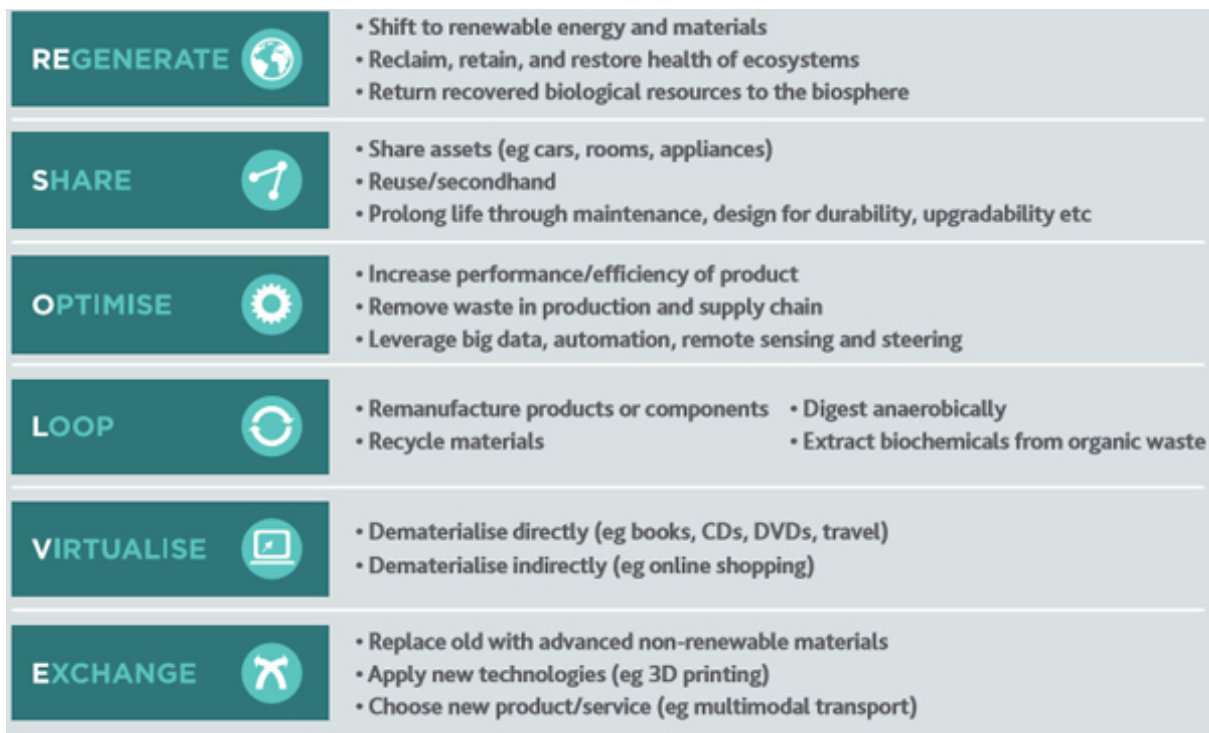 REGENERATE
• Shift to renewable energy and materials
• Reclaim, retain, and restore health of ecosystems
• Return recovered biological resources to the biosphere
SHARE
• Share assets (eg cars, rooms, appliances)
• Reuse/secondhand
• Prolong life through maintenance, design for durability, upgradability etc
OPTIMISE
• Increase performance/efficiency of product
• Remove waste in production and supply chain
• Leverage big data, automation, remote sensing and steering
LOOP
• Remanufacture products or components
• Recycle materials
• Digest anaerobically
• Extract biochemicals from organic waste
VIRTUALISE
• Dematerialise directly (eg books, CDs, DVDs, travel)
• Dematerialise indirectly (eg online shopping)
EXCHANGE
• Replace old with advanced non-renewable materials
• Apply new technologies (eg 3D printing)
• Choose new product/service (eg multimodal transport)